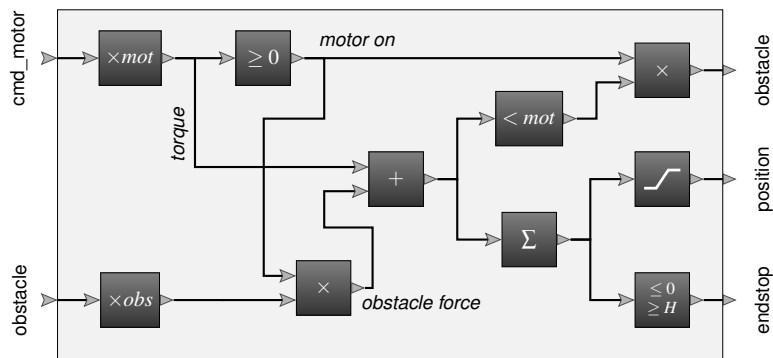 cmd_motor
×mot
≥ 0
motor on
×
obstacle
torque
< mot
+
position
Σ
obstacle
×obs
×
obstacle force
≤ 0
≥ H
endstop